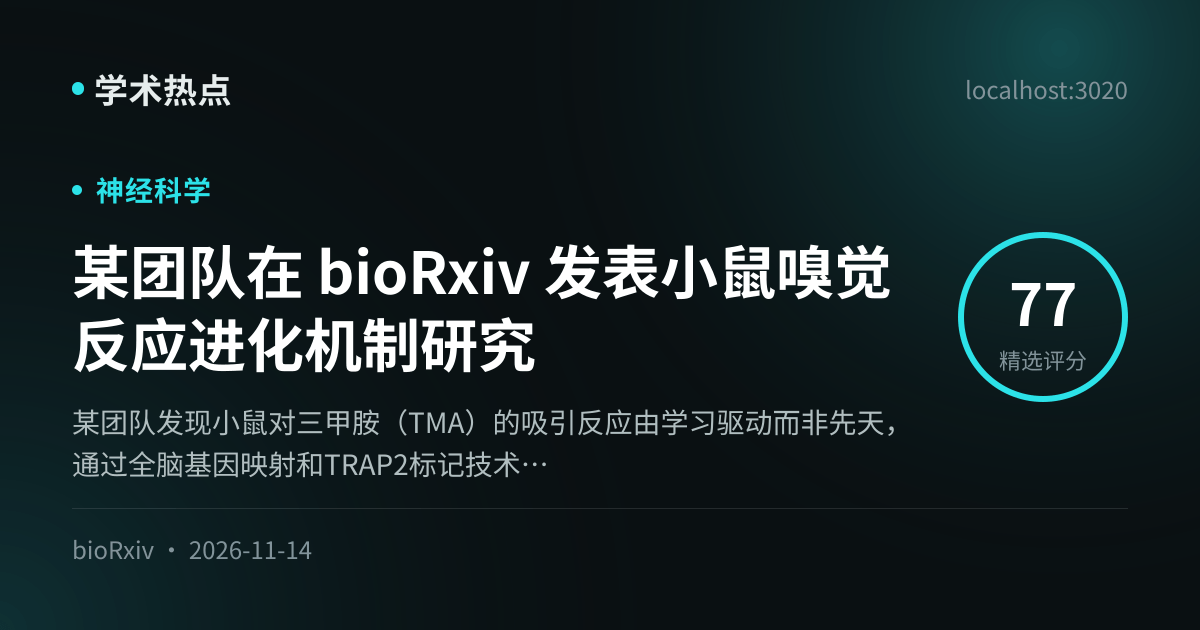 学术热点
localhost:3020
神经科学
某团队在 bioRxiv 发表小鼠嗅觉
反应进化机制研究
77
精选评分
某团队发现小鼠对三甲胺（TMA）的吸引反应由学习驱动而非先天，
通过全脑基因映射和TRAP2标记技术…
bioRxiv · 2026-11-14